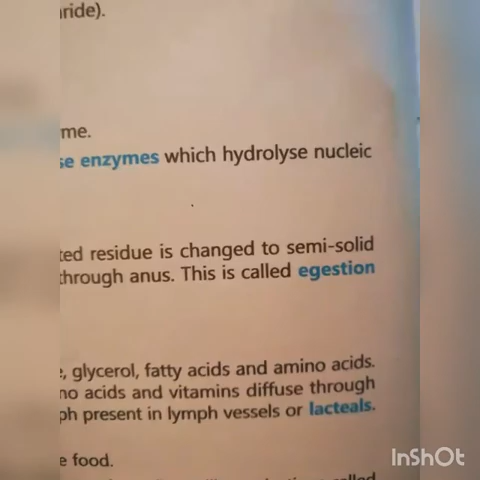 ride).
me.
se enzymes which hydrolyse nucleic
ted residue is changed to semi-solid
through anus. This is called egestion
, glycerol, fatty acids and amino acids.
no acids and vitamins diffuse through
ph present in lymph vessels or lacteals.
e food.
InShOt